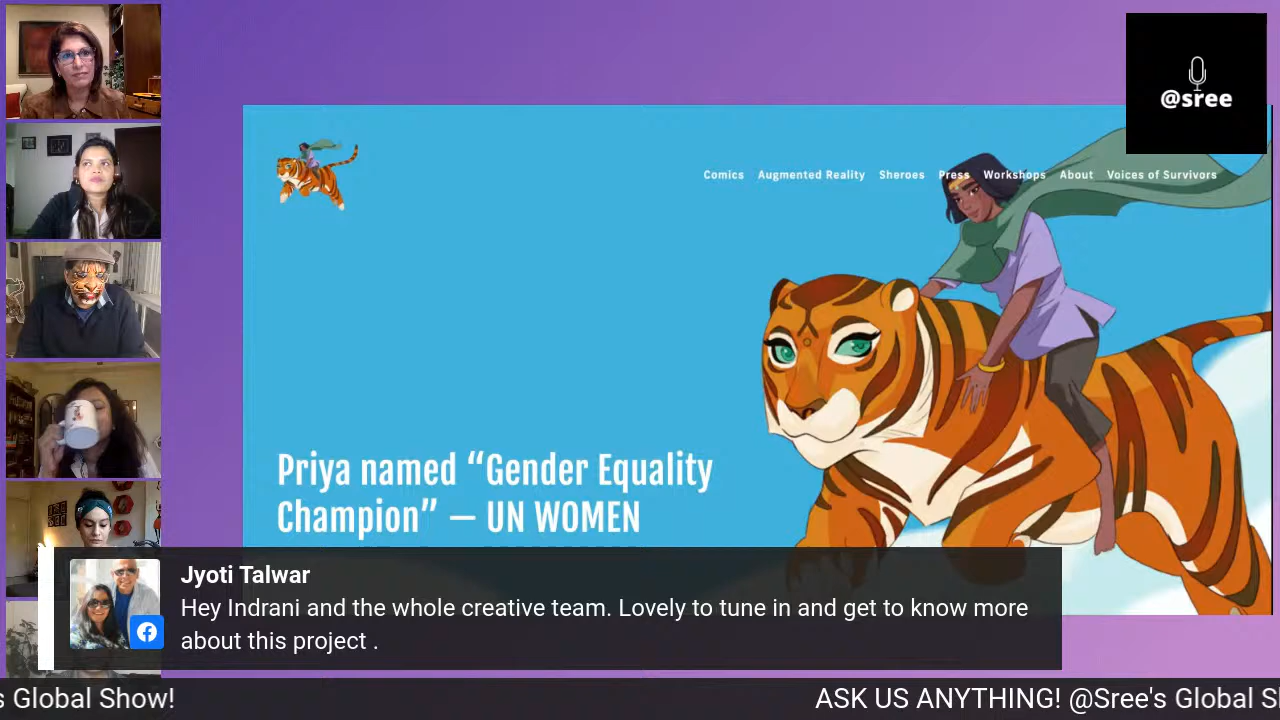 @sree
Comics Augmented Reality Sheroes Press Workshops About Voices of Survivors
Priya named “Gender Equality
Champion” — UN WOMEN
Jyoti Talwar
Hey Indrani and the whole creative team. Lovely to tune in and get to know more
about this project .
s Global Show! ASK US ANYTHING! @Sree's Global S